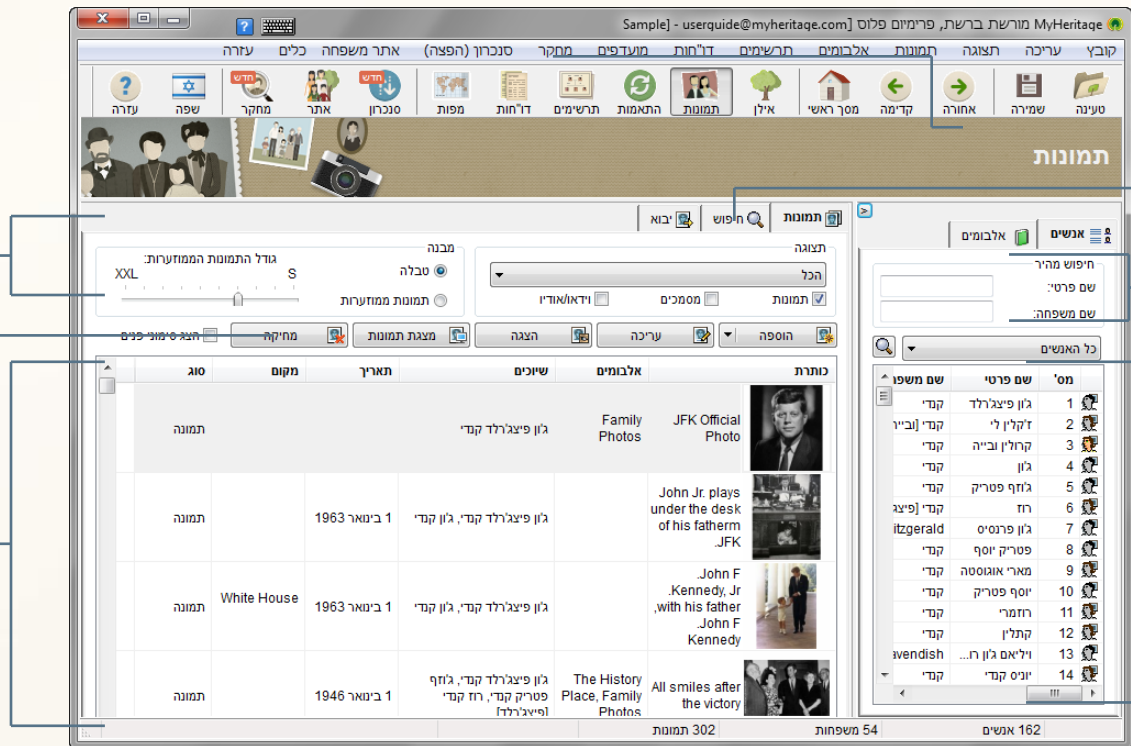 MyHeritage מורשת ברשת, פרימיום פלוס [Sample] - userquide@myheritage.com
קובץ עריכה תצוגה תמונות אלבומים תרשימים דו"חות מועדפים מחקר סנכרון (הפצה) אתר משפחה כלים עזרה
חדש חדש
טעינה שמירה אחורה קדימה מסך ראשי אילן תמונות התאמות תרשימים דו"חות מפות סנכרון אתר מחקר שפה עזרה
תמונות
אנשים אלבומים
חיפוש מהיר
שם פרטי:
שם משפחה:
כל האנשים
מס' שם פרטי שם משפו
1 ג'ון פיצג'רלד קנדי
2 ז'קלין לי קנדי [ובייר
3 קרולין ובייה קנדי
4 ג'ון קנדי
5 ג'וזף פטריק קנדי
6 רוז קנדי [פיצג
7 ג'ון פרנסיס itzgerald
8 פטריק יוסף קנדי
9 מארי אוגוסטה קנדי
10 יוסף פטריק קנדי
11 רוזמרי קנדי
12 קתלין קנדי
13 ויליאם ג'ון רו... avendish
14 יוניס קנדי קנדי
תמונות חיפוש יבוא
תצוגה
הכל
תמונות מסמכים וידאו/אודיו
מבנה
טבלה
תמונות ממוזערות
גודל התמונות הממוזערות:
S XXL
הוספה עריכה הצגה מצגת תמונות מחיקה הצג סימוני פנים
כותרת אלבומים שיוכים תאריך מקום סוג
JFK Official Photo Family Photos ג'ון פיצג'רלד קנדי תמונה
John Jr. plays under the desk of his fatherm JFK. ג'ון פיצג'רלד קנדי, ג'ון קנדי 1 בינואר 1963 תמונה
John F. Kennedy, Jr. with his father, John F. Kennedy ג'ון פיצג'רלד קנדי, ג'ון קנדי 1 בינואר 1963 White House תמונה
All smiles after the victory The History Place, Family Photos ג'ון פיצג'רלד קנדי, ג'וזף פטריק קנדי, רוז קנדי [פיצג'רלד] 1 בינואר 1946 תמונה
162 אנשים 54 משפחות 302 תמונות